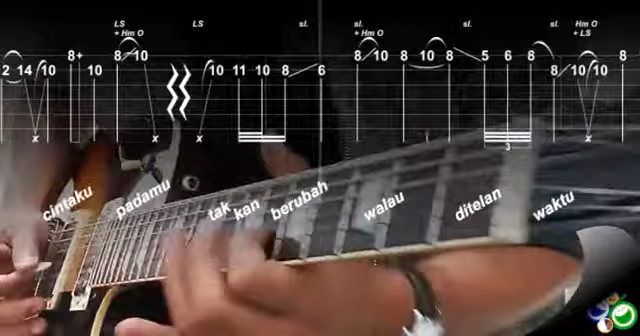 LS LS sl. sl. sl. sl. Hm O
+ Hm O + Hm O + LS
8+ 8 10 8 10 8 10 8 5 6 8 8
2 14 10 10 10 11 10 8 6 8 10 10
x x x x
3
cintaku padamu tak kan berubah walau ditelan waktu